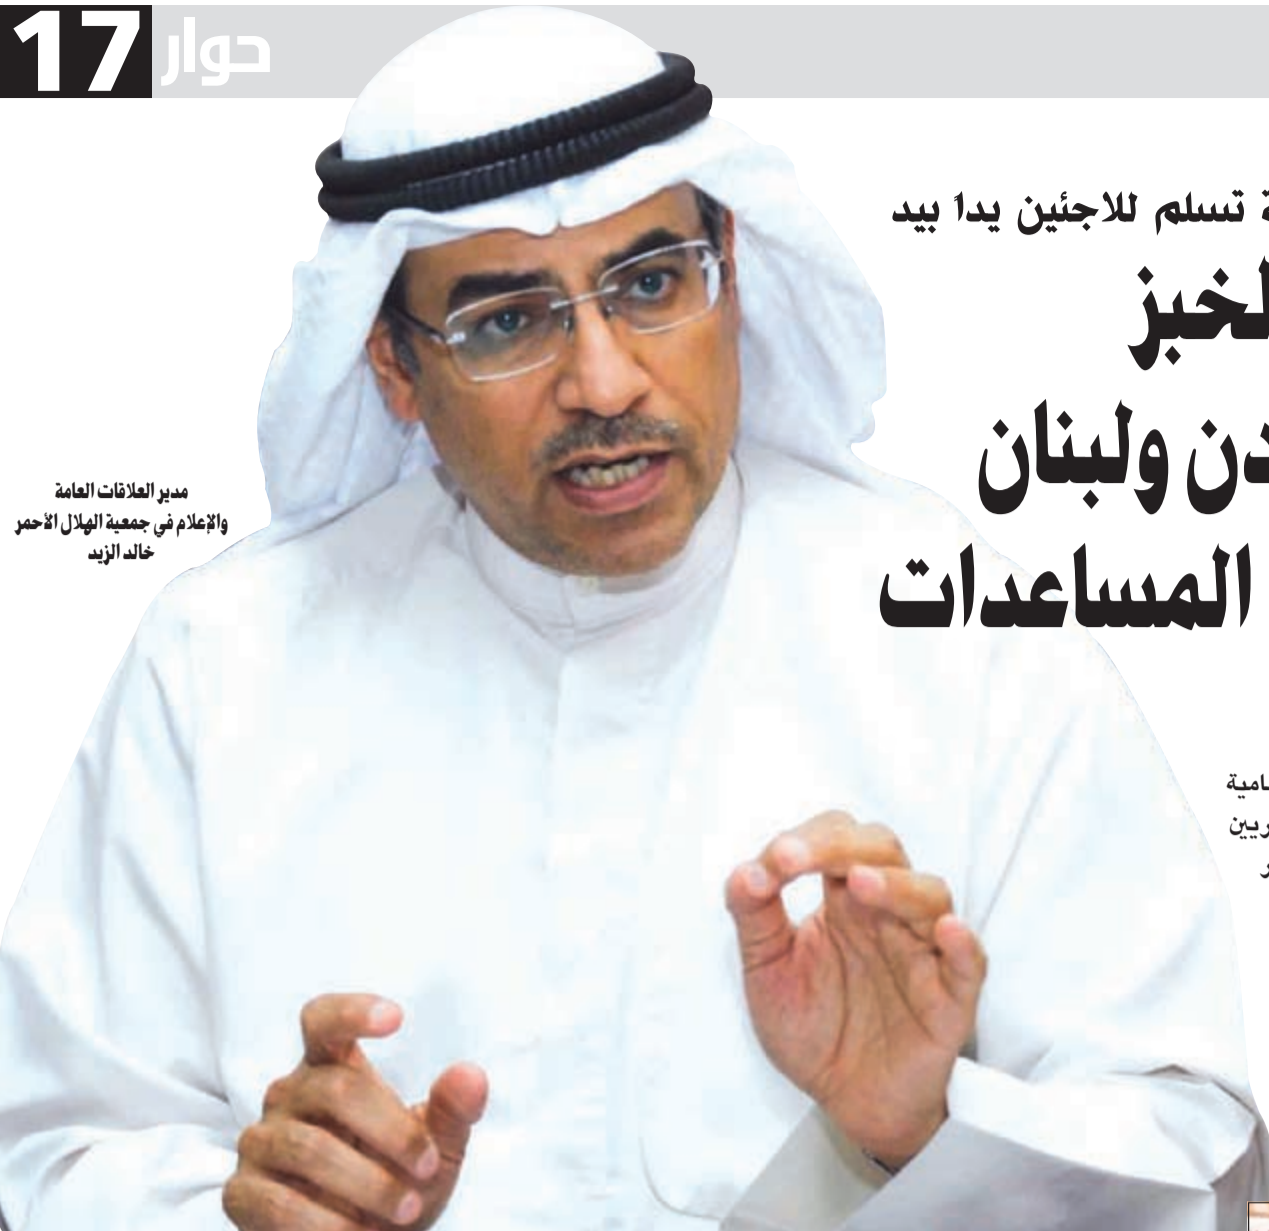 17 حوار
تسلم للاجئين يداً بيد
لخبز
دن ولبنان
المساعدات
مدير العلاقات العامة
والإعلام في جمعية الهلال الأحمر
خالد الزيد
امية
ريين
ر